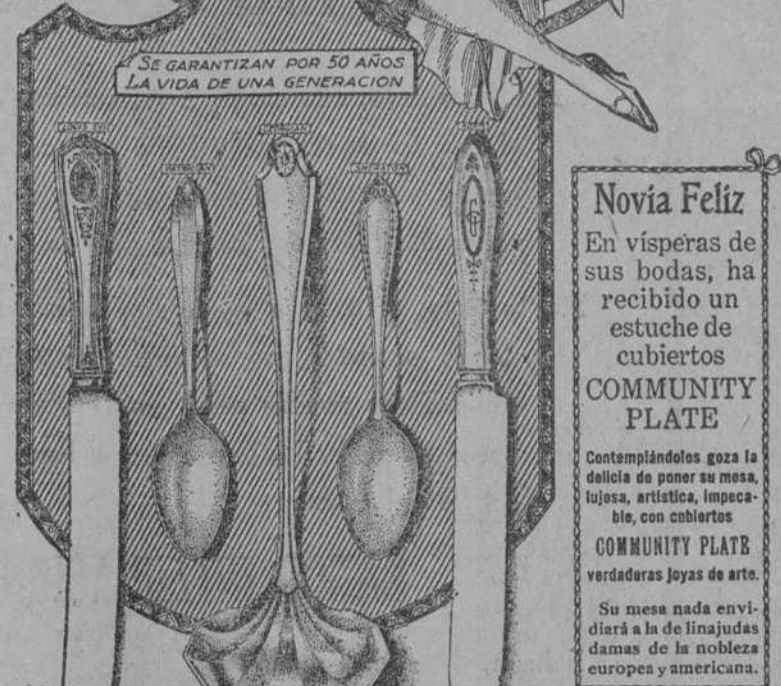 SE GARANTIZAN POR 50 AÑOS
LA VIDA DE UNA GENERACION
SHERATON
Novia Feliz
En vísperas de
sus bodas, ha
recibido un
estuche de
cubiertos
COMMUNITY
PLATE
Contemplándolos goza la
delicia de poner su mesa,
lujosa, artística, impeca-
ble, con cubiertos
COMMUNITY PLATE
verdaderas joyas de arte.
Su mesa nada envi-
diará a la de linajudas
damas de la nobleza
europea y americana.